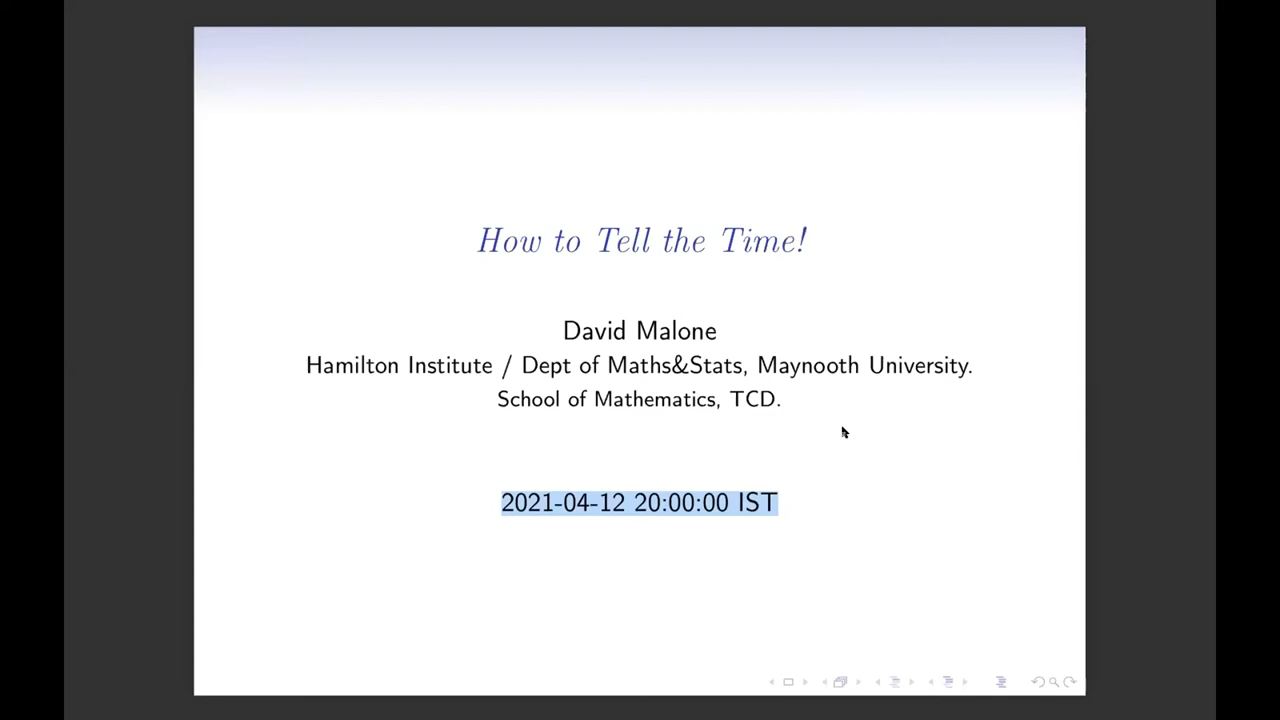 How to Tell the Time!
David Malone
Hamilton Institute / Dept of Maths&Stats, Maynooth University.
School of Mathematics, TCD.
2021-04-12 20:00:00 IST